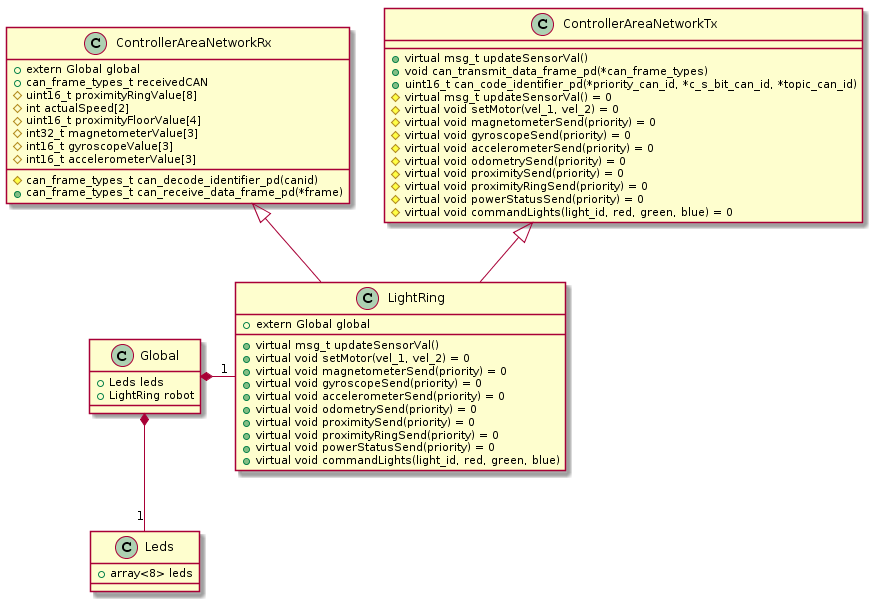 C ControllerAreaNetworkRx
extern Global global
can_frame_types_t receivedCAN
uint16_t proximityRingValue[8]
int actualSpeed[2]
uint16_t proximityFloorValue[4]
int32_t magnetometerValue[3]
int16_t gyroscopeValue[3]
int16_t accelerometerValue[3]
can_frame_types_t can_decode_identifier_pd(canid)
can_frame_types_t can_receive_data_frame_pd(*frame)
C ControllerAreaNetworkTx
virtual msg_t updateSensorVal()
void can_transmit_data_frame_pd(*can_frame_types)
uint16_t can_code_identifier_pd(*priority_can_id, *c_s_bit_can_id, *topic_can_id)
virtual msg_t updateSensorVal() = 0
virtual void setMotor(vel_1, vel_2) = 0
virtual void magnetometerSend(priority) = 0
virtual void gyroscopeSend(priority) = 0
virtual void accelerometerSend(priority) = 0
virtual void odometrySend(priority) = 0
virtual void proximitySend(priority) = 0
virtual void proximityRingSend(priority) = 0
virtual void powerStatusSend(priority) = 0
virtual void commandLights(light_id, red, green, blue) = 0
C LightRing
extern Global global
virtual msg_t updateSensorVal()
virtual void setMotor(vel_1, vel_2) = 0
virtual void magnetometerSend(priority) = 0
virtual void gyroscopeSend(priority) = 0
virtual void accelerometerSend(priority) = 0
virtual void odometrySend(priority) = 0
virtual void proximitySend(priority) = 0
virtual void proximityRingSend(priority) = 0
virtual void powerStatusSend(priority) = 0
virtual void commandLights(light_id, red, green, blue)
C Global
Leds leds
LightRing robot
1
1
C Leds
array<8> leds